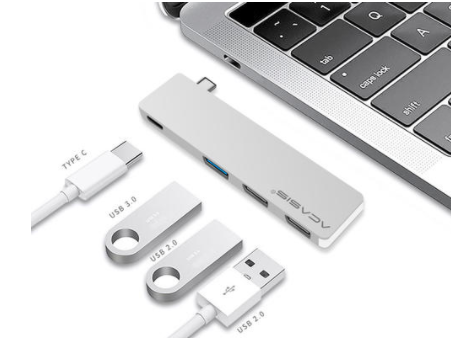 Q
A
tab
caps lock
shift
TYPE C
ACASIS®
USB 3.0
USB 2.0
USB 2.0